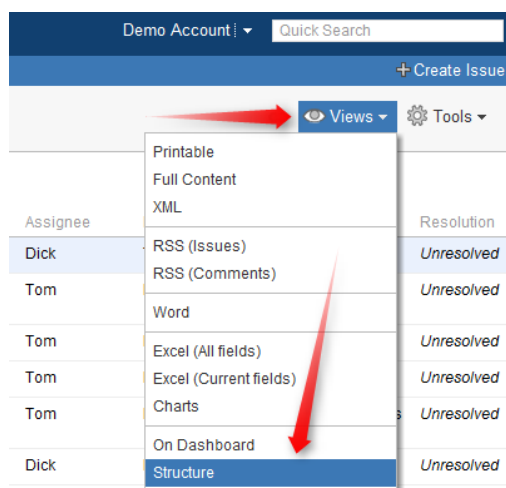 Demo Account
Quick Search
Create Issue
Views
Tools
Printable
Full Content
XML
RSS (Issues)
RSS (Comments)
Word
Excel (All fields)
Excel (Current fields)
Charts
On Dashboard
Structure
Assignee
Resolution
Dick
Unresolved
Tom
Unresolved
Tom
Unresolved
Tom
Unresolved
Tom
Unresolved
Dick
Unresolved